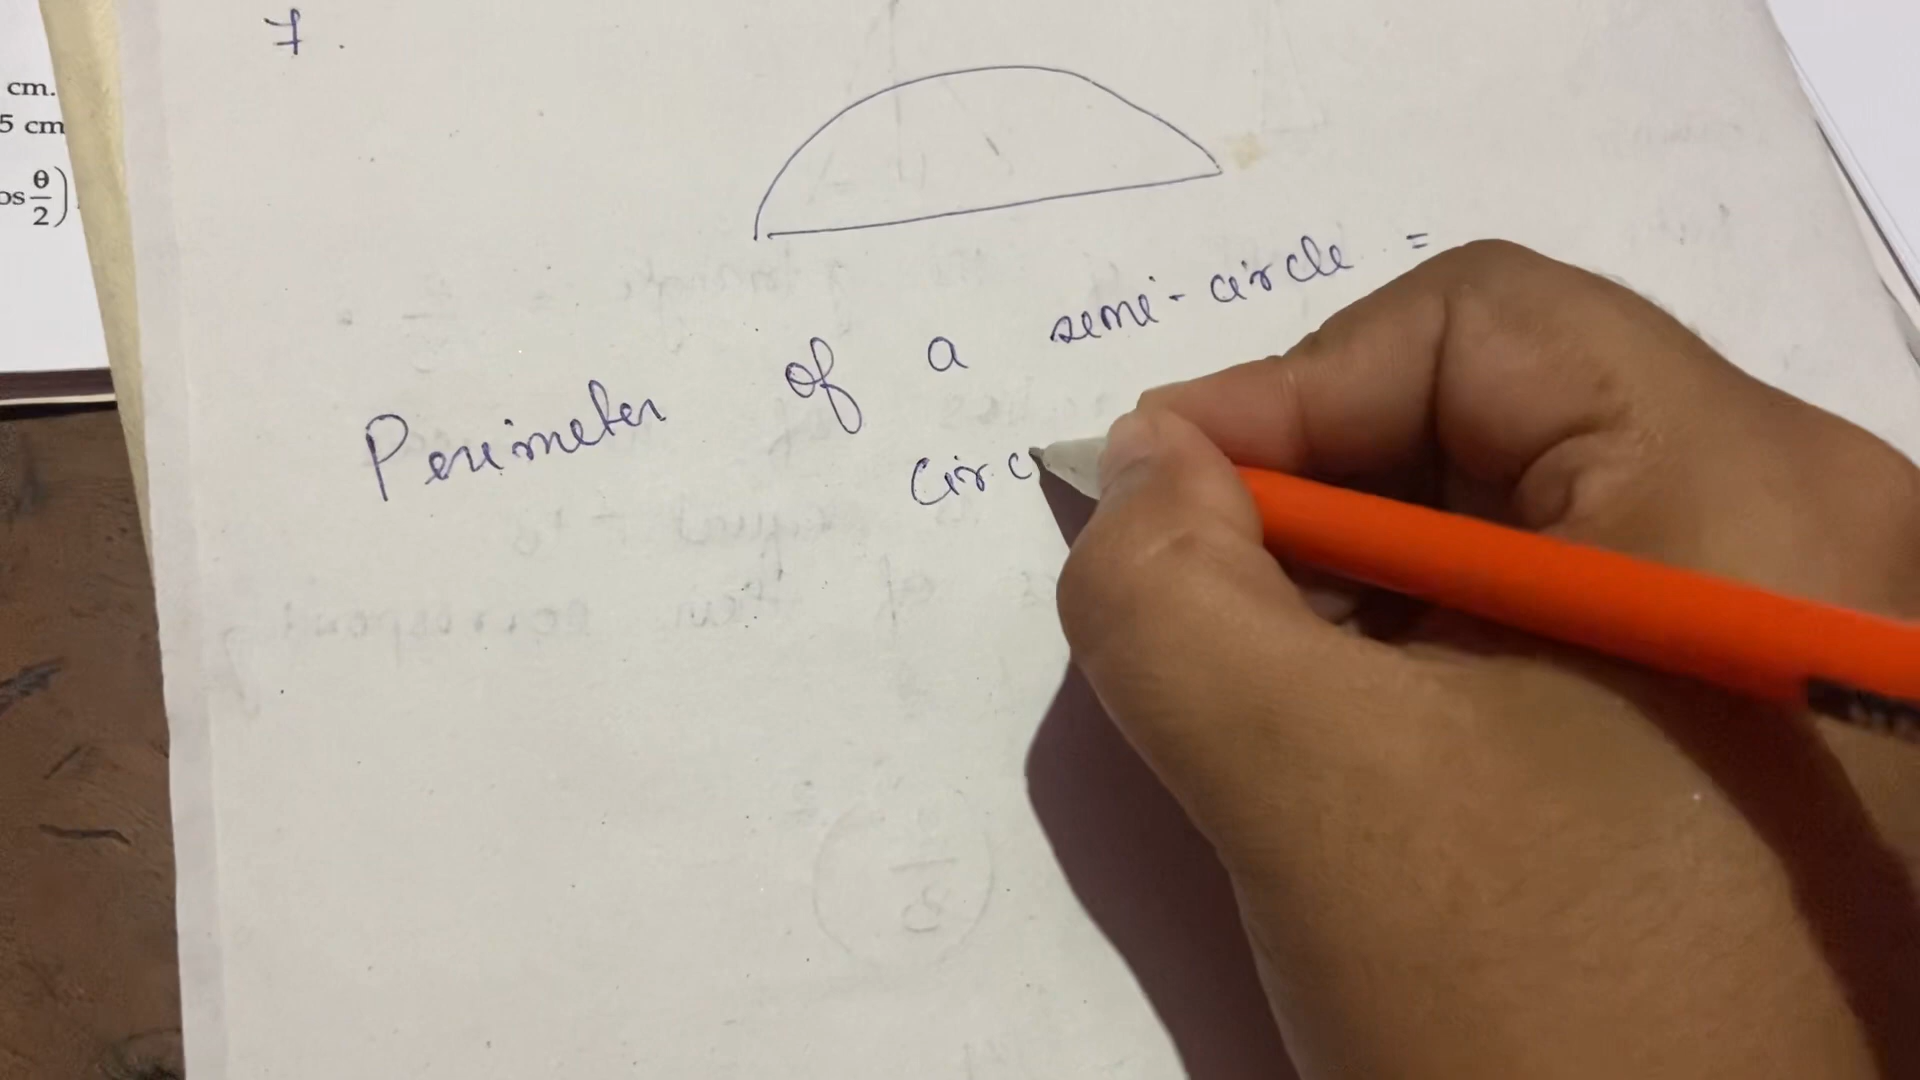 7.
cm.
5 cm
os θ/2)
Perimeter of a semi-circle =
circ